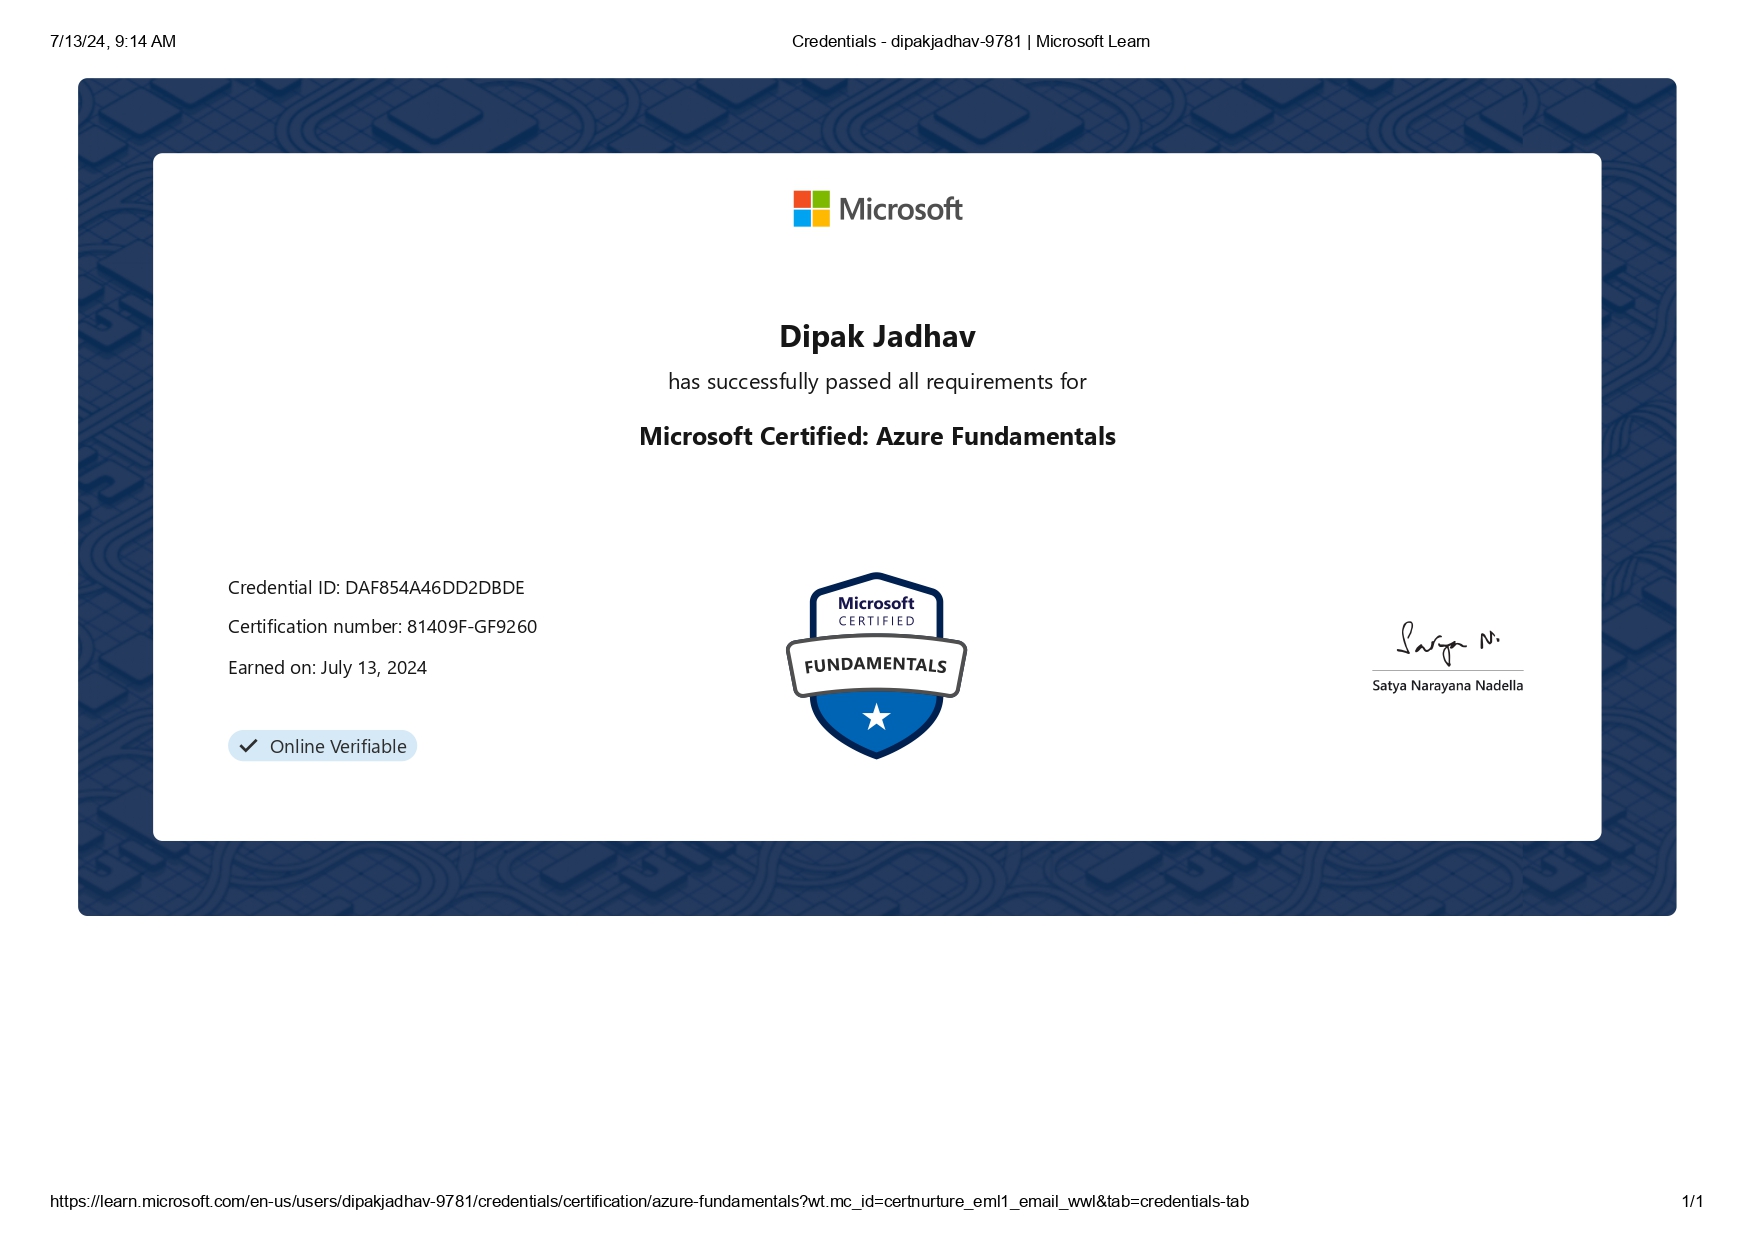 7/13/24, 9:14 AM
Credentials - dipakjadhav-9781 | Microsoft Learn
Microsoft
Dipak Jadhav
has successfully passed all requirements for
Microsoft Certified: Azure Fundamentals
Credential ID: DAF854A46DD2DBDE
Certification number: 81409F-GF9260
Earned on: July 13, 2024
Online Verifiable
Microsoft
CERTIFIED
FUNDAMENTALS
Satya N.
Satya Narayana Nadella
https://learn.microsoft.com/en-us/users/dipakjadhav-9781/credentials/certification/azure-fundamentals?wt.mc_id=certnurture_eml1_email_wwl&tab=credentials-tab
1/1